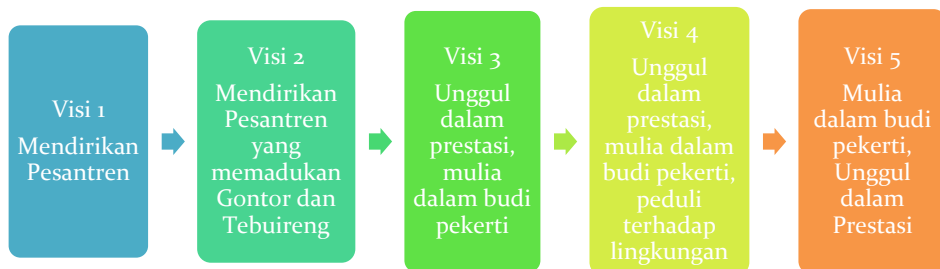 Visi 1
Mendirikan
Pesantren
Visi 2
Mendirikan
Pesantren
yang
memadukan
Gontor dan
Tebuireng
Visi 3
Unggul
dalam
prestasi,
mulia
dalam budi
pekerti
Visi 4
Unggul
dalam
prestasi,
mulia dalam
budi pekerti,
peduli
terhadap
lingkungan
Visi 5
Mulia
dalam budi
pekerti,
Unggul
dalam
Prestasi